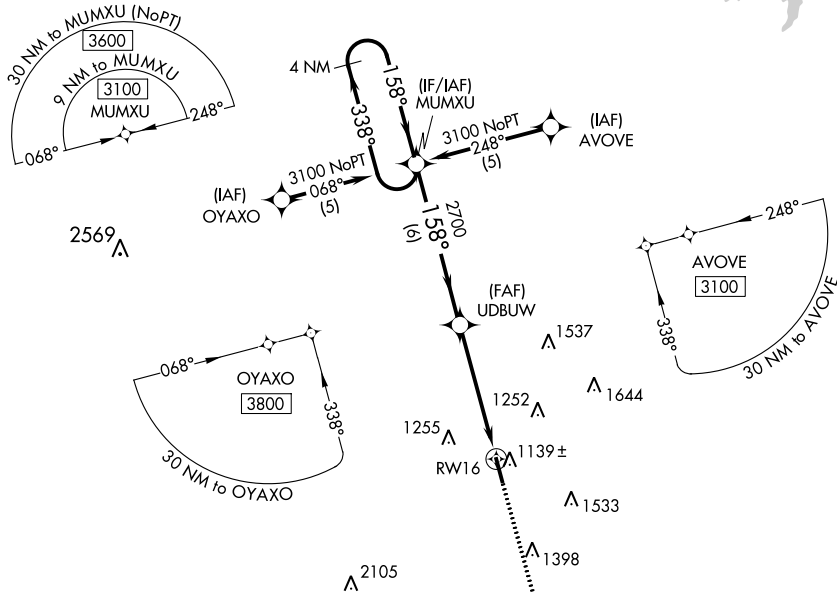 30 NM to MUMXU (NoPT)
3600
9 NM to MUMXU
3100
MUMXU
068°
248°
4 NM
158°
338°
(IF/IAF)
MUMXU
3100 NoPT
248°
(5)
(IAF)
AVOVE
3100 NoPT
068°
(5)
(IAF)
OYAXO
2569
2700
158°
(6)
248°
AVOVE
3100
338°
30 NM to AVOVE
(FAF)
UDBUW
068°
OYAXO
3800
338°
30 NM to OYAXO
1537
1644
1252
1255
RW16
1139 ±
1533
1398
2105